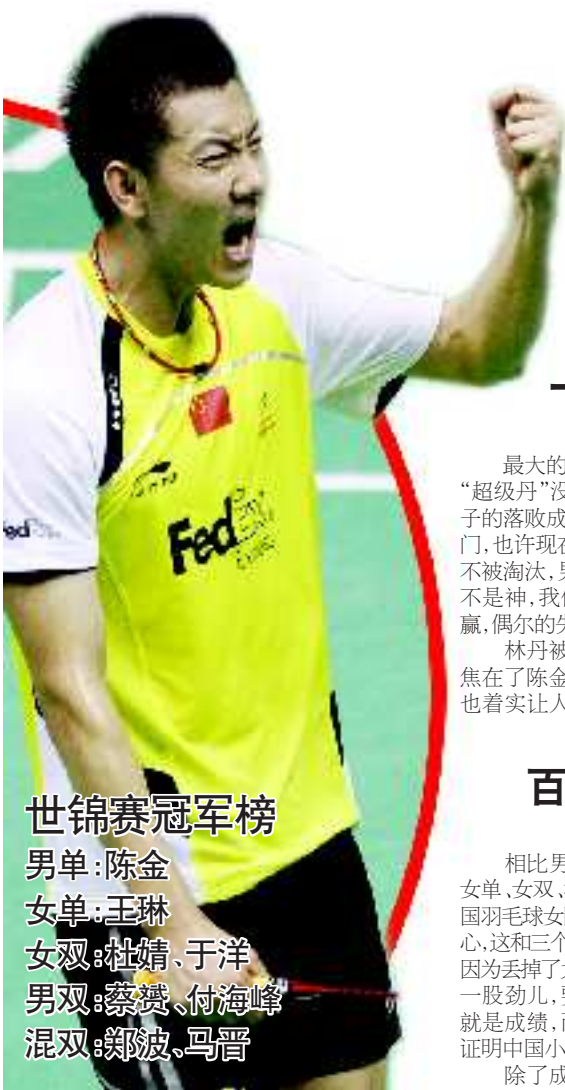 Fed
世锦赛冠军榜
男单:陈金
女单:王琳
女双:杜婧、于洋
男双:蔡赟、付海峰
混双:郑波、马晋
最大的
“超级丹”没
子的落败成
门,也许现在
不被淘汰,男
不是神,我
赢,偶尔的失
林丹被
焦在了陈金
也着实让人
百
相比男
女单、女双、
国羽毛球女
心,这和三个
因为丢掉了
一股劲儿,要
就是成绩,而
证明中国小
除了成